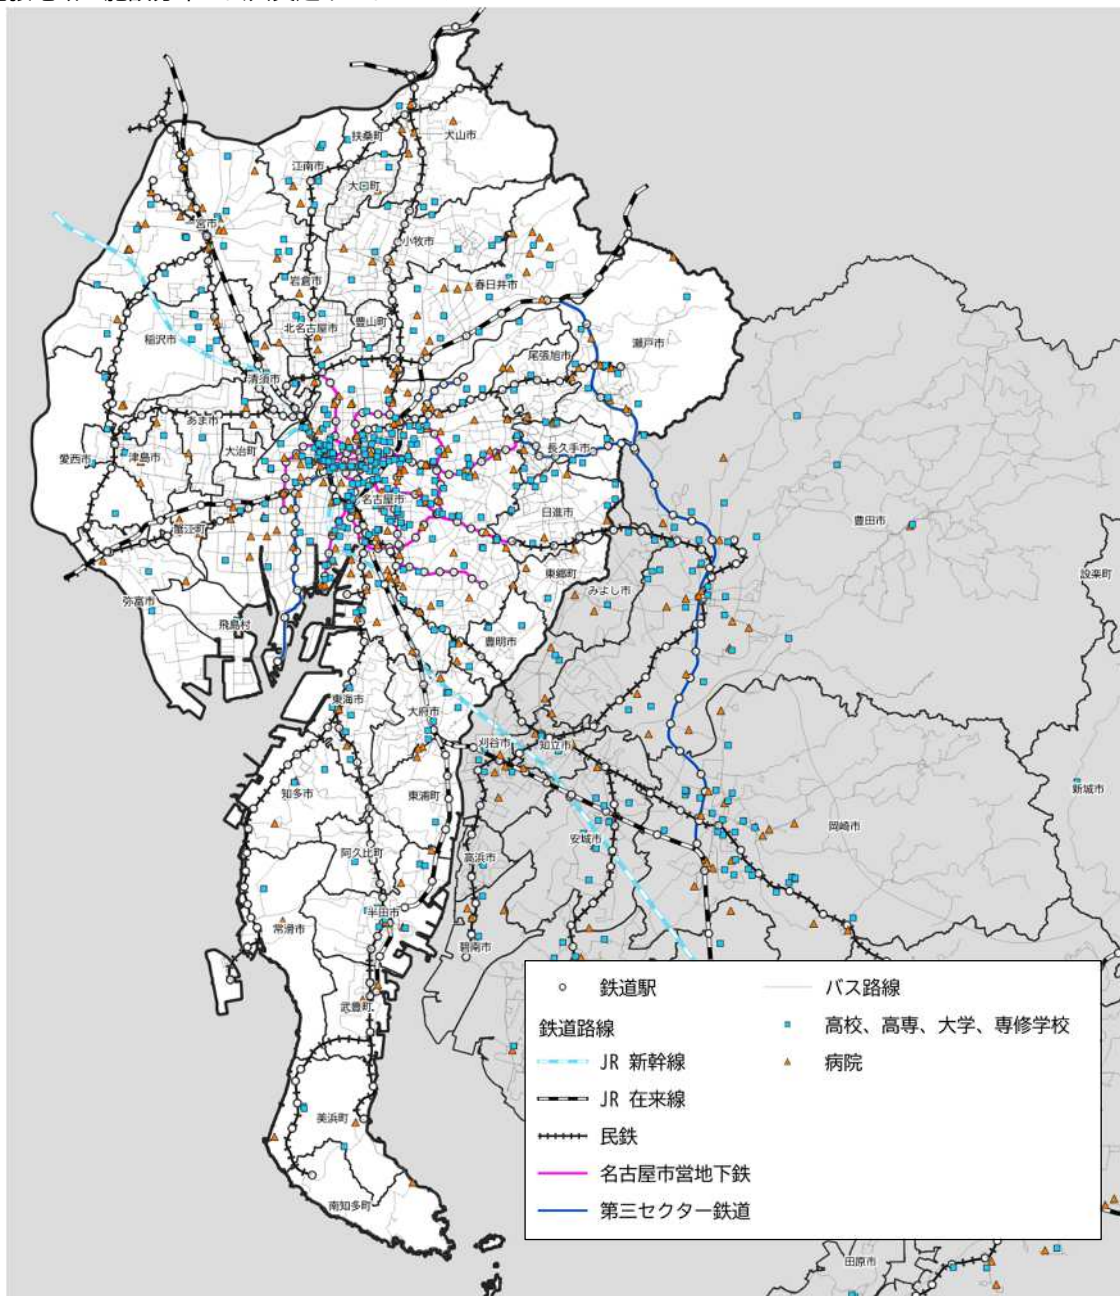 犬山市
扶桑町
江南市
大口町
一宮市
小牧市
岩倉市
春日井市
北名古屋市
豊山町
稲沢市
瀬戸市
尾張旭市
清須市
あま市
大治町
長久手市
愛西市
津島市
名古屋市
日進市
豊田市
蟹江町
東郷町
設楽町
みよし市
弥富市
飛島村
豊明市
東海市
大府市
刈谷市
知立市
知多市
東浦町
新城市
岡崎市
安城市
阿久比町
高浜市
半田市
常滑市
碧南市
武豊町
美浜町
南知多町
田原市
鉄道駅
鉄道路線
JR 新幹線
JR 在来線
民鉄
名古屋市営地下鉄
第三セクター鉄道
バス路線
高校、高専、大学、専修学校
病院